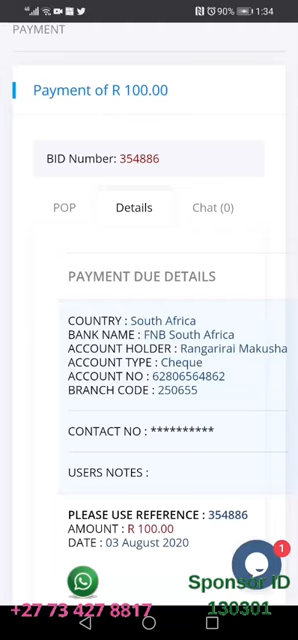 90% 1:34
PAYMENT
Payment of R 100.00
BID Number: 354886
POP Details Chat (0)
PAYMENT DUE DETAILS
COUNTRY : South Africa
BANK NAME : FNB South Africa
ACCOUNT HOLDER : Rangarirai Makusha
ACCOUNT TYPE : Cheque
ACCOUNT NO : 62806564862
BRANCH CODE : 250655
CONTACT NO : **********
USERS NOTES :
PLEASE USE REFERENCE : 354886
AMOUNT : R 100.00
DATE : 03 August 2020
1
Sponsor ID
+27 73 427 8817 130301